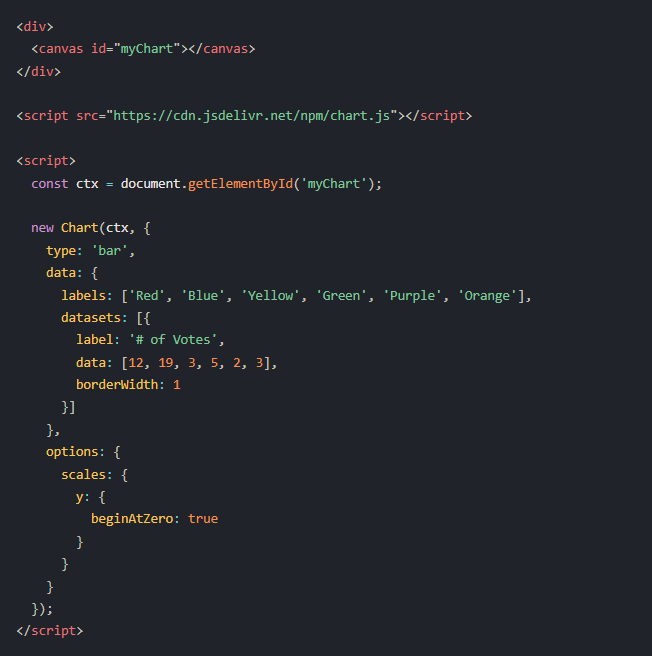 <div>
  <canvas id="myChart"></canvas>
</div>

<script src="https://cdn.jsdelivr.net/npm/chart.js"></script>

<script>
  const ctx = document.getElementById('myChart');

  new Chart(ctx, {
    type: 'bar',
    data: {
      labels: ['Red', 'Blue', 'Yellow', 'Green', 'Purple', 'Orange'],
      datasets: [{
        label: '# of Votes',
        data: [12, 19, 3, 5, 2, 3],
        borderWidth: 1
      }]
    },
    options: {
      scales: {
        y: {
          beginAtZero: true
        }
      }
    }
  });
</script>